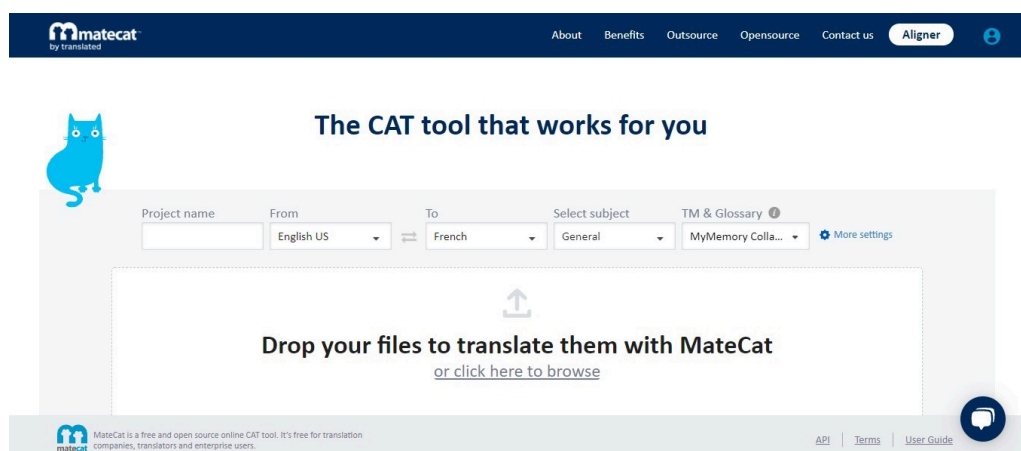 matecat
by translated
About Benefits Outsource Opensource Contact us Aligner
The CAT tool that works for you
Project name From To Select subject TM & Glossary i
English US French General MyMemory Colla... More settings
Drop your files to translate them with MateCat
or click here to browse
MateCat is a free and open source online CAT tool. It's free for translation
companies, translators and enterprise users.
matecat
API Terms User Guide